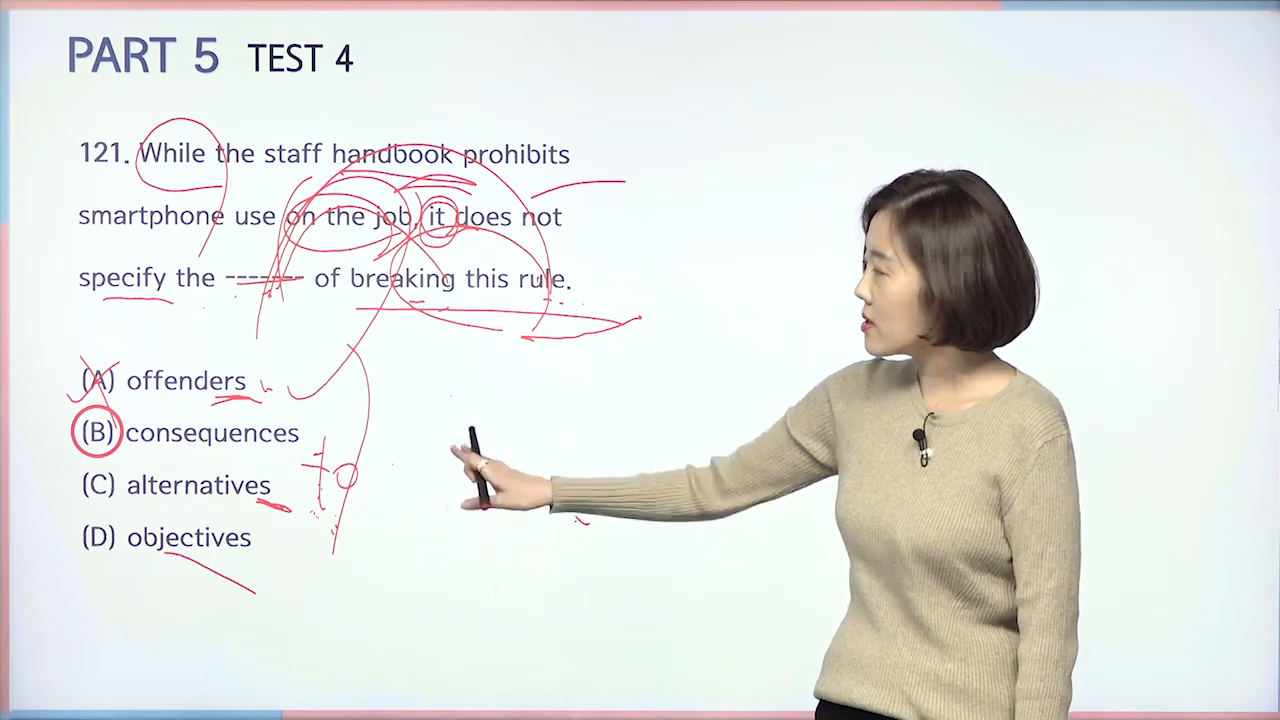 PART 5 TEST 4
121. While the staff handbook prohibits
smartphone use on the job, it does not
specify the ------- of breaking this rule.
(A) offenders
(B) consequences
(C) alternatives
(D) objectives
to